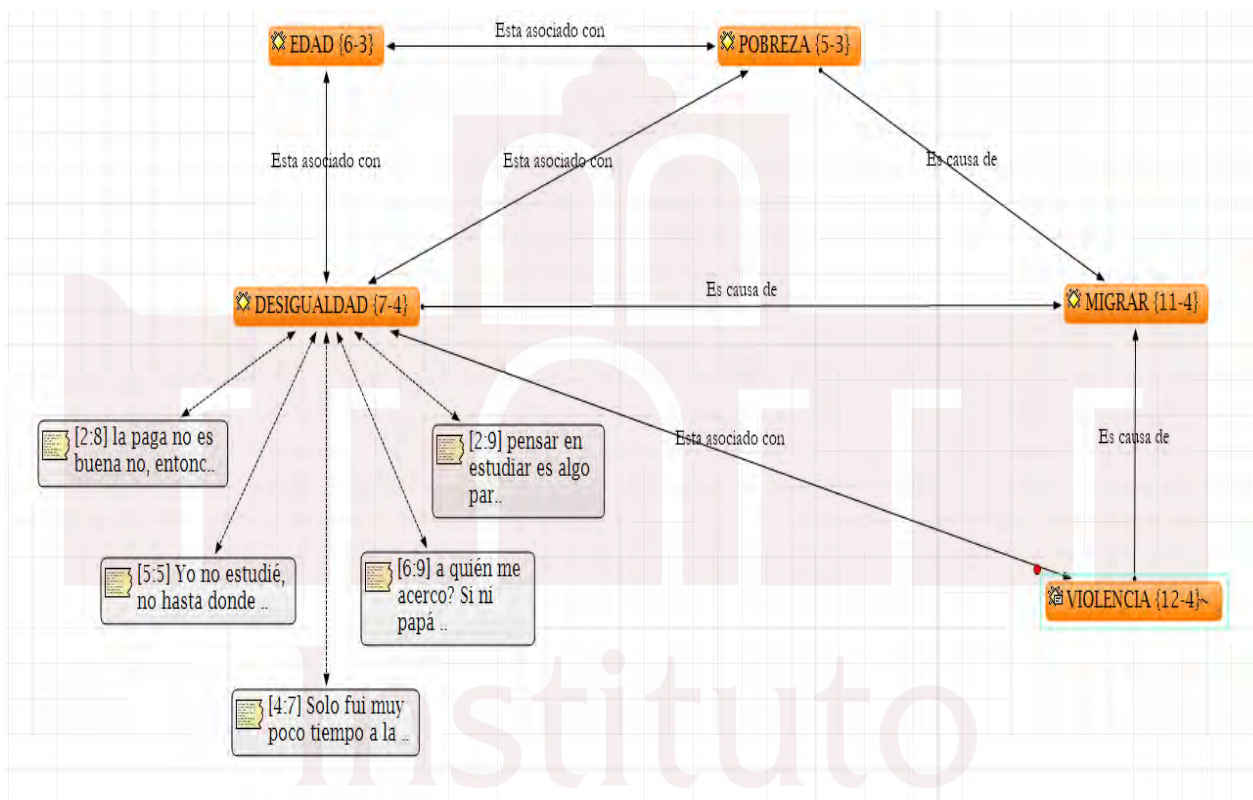 Esta asociado con
EDAD {6-3}
POBREZA {5-3}
Esta asociado con
Esta asociado con
Es causa de
Es causa de
DESIGUALDAD {7-4}
MIGRAR {11-4}
[2:8] la paga no es
buena no, entonc..
[2:9] pensar en
estudiar es algo
par..
Esta asociado con
Es causa de
[5:5] Yo no estudié,
no hasta donde ..
[6:9] a quién me
acerco? Si ni
papá ..
VIOLENCIA {12-4}~
[4:7] Solo fui muy
poco tiempo a la ..
Instituto